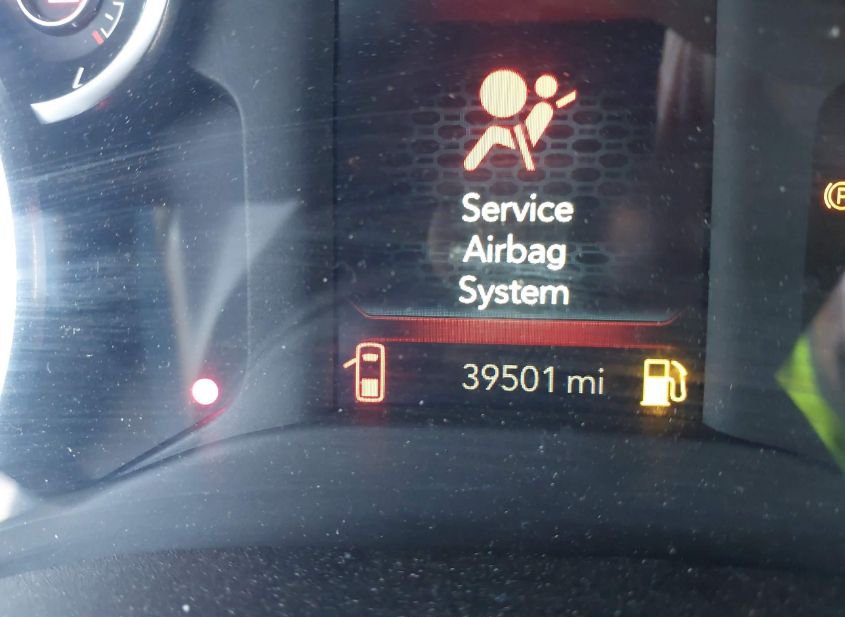 Service
Airbag
System
39501 mi